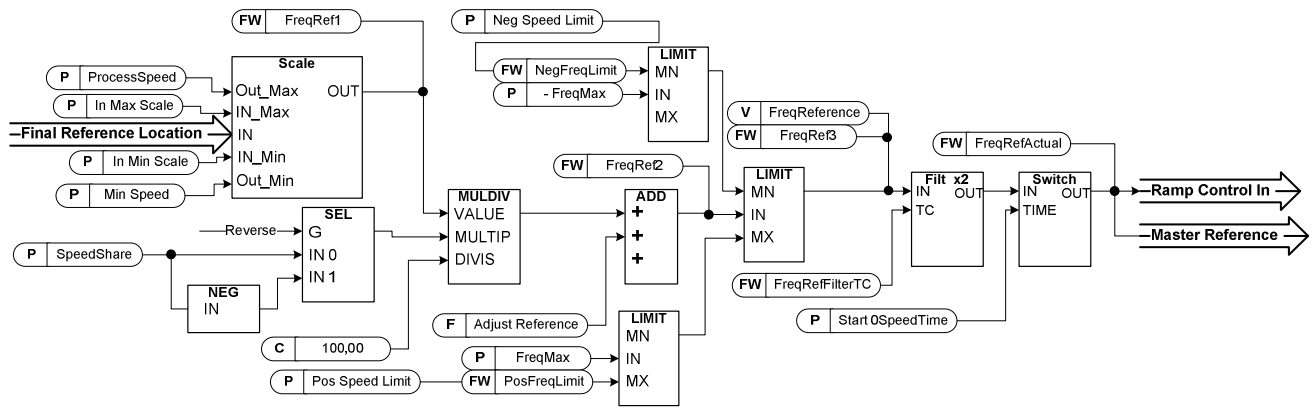 FW FreqRef1
P Neg Speed Limit
Scale
P ProcessSpeed
Out_Max OUT
P In Max Scale
IN_Max
Final Reference Location
IN
P In Min Scale
IN_Min
P Min Speed
Out_Min
LIMIT
FW NegFreqLimit
MN
P - FreqMax
IN
MX
V FreqReference
FW FreqRef3
FW FreqRefActual
FW FreqRef2
SEL
Reverse
G
P SpeedShare
IN 0
IN 1
NEG
IN
MULDIV
VALUE
MULTIP
DIVIS
C 100,00
ADD
+
+
+
F Adjust Reference
LIMIT
MN
IN
MX
LIMIT
MN
P FreqMax
IN
P Pos Speed Limit
FW PosFreqLimit
MX
Filt x2
IN OUT
TC
FW FreqRefFilterTC
Switch
IN OUT
TIME
P Start 0SpeedTime
Ramp Control In
Master Reference